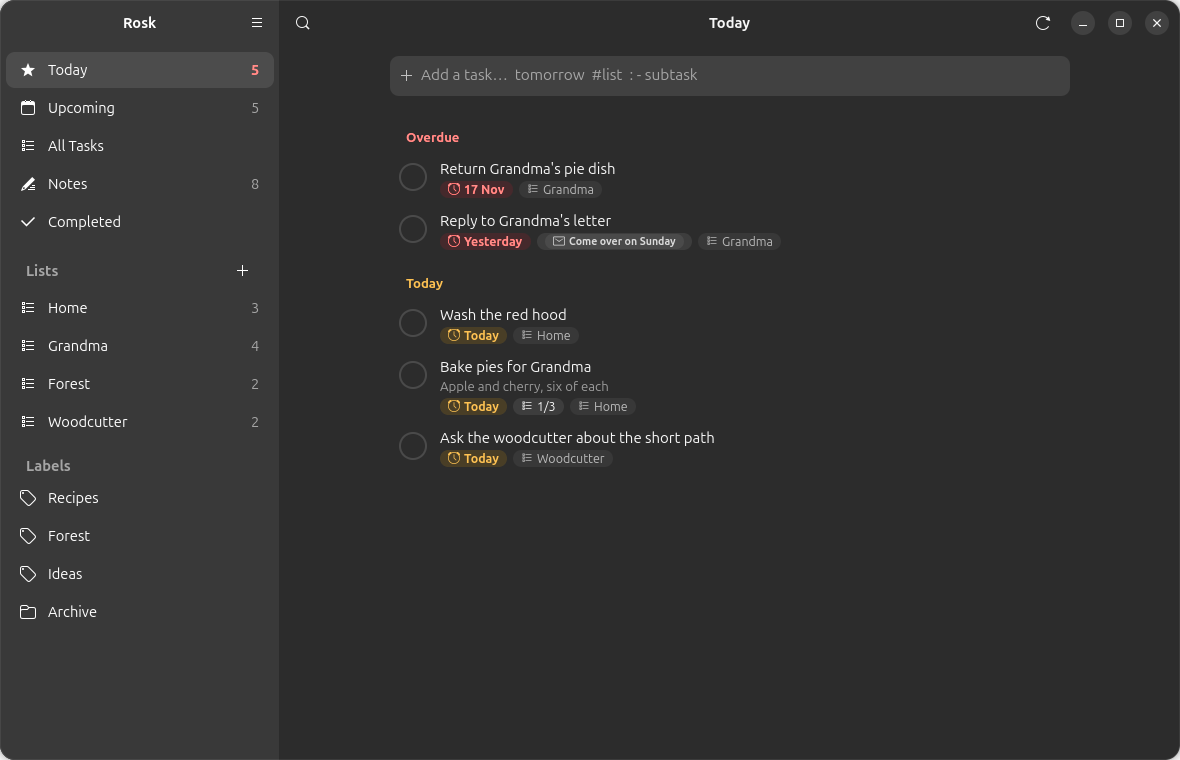 Rosk
Today 5
Upcoming 5
All Tasks
Notes 8
Completed
Lists
Home 3
Grandma 4
Forest 2
Woodcutter 2
Labels
Recipes
Forest
Ideas
Archive
Today
Add a task… tomorrow #list : - subtask
Overdue
Return Grandma's pie dish
17 Nov Grandma
Reply to Grandma's letter
Yesterday Come over on Sunday Grandma
Today
Wash the red hood
Today Home
Bake pies for Grandma
Apple and cherry, six of each
Today 1/3 Home
Ask the woodcutter about the short path
Today Woodcutter